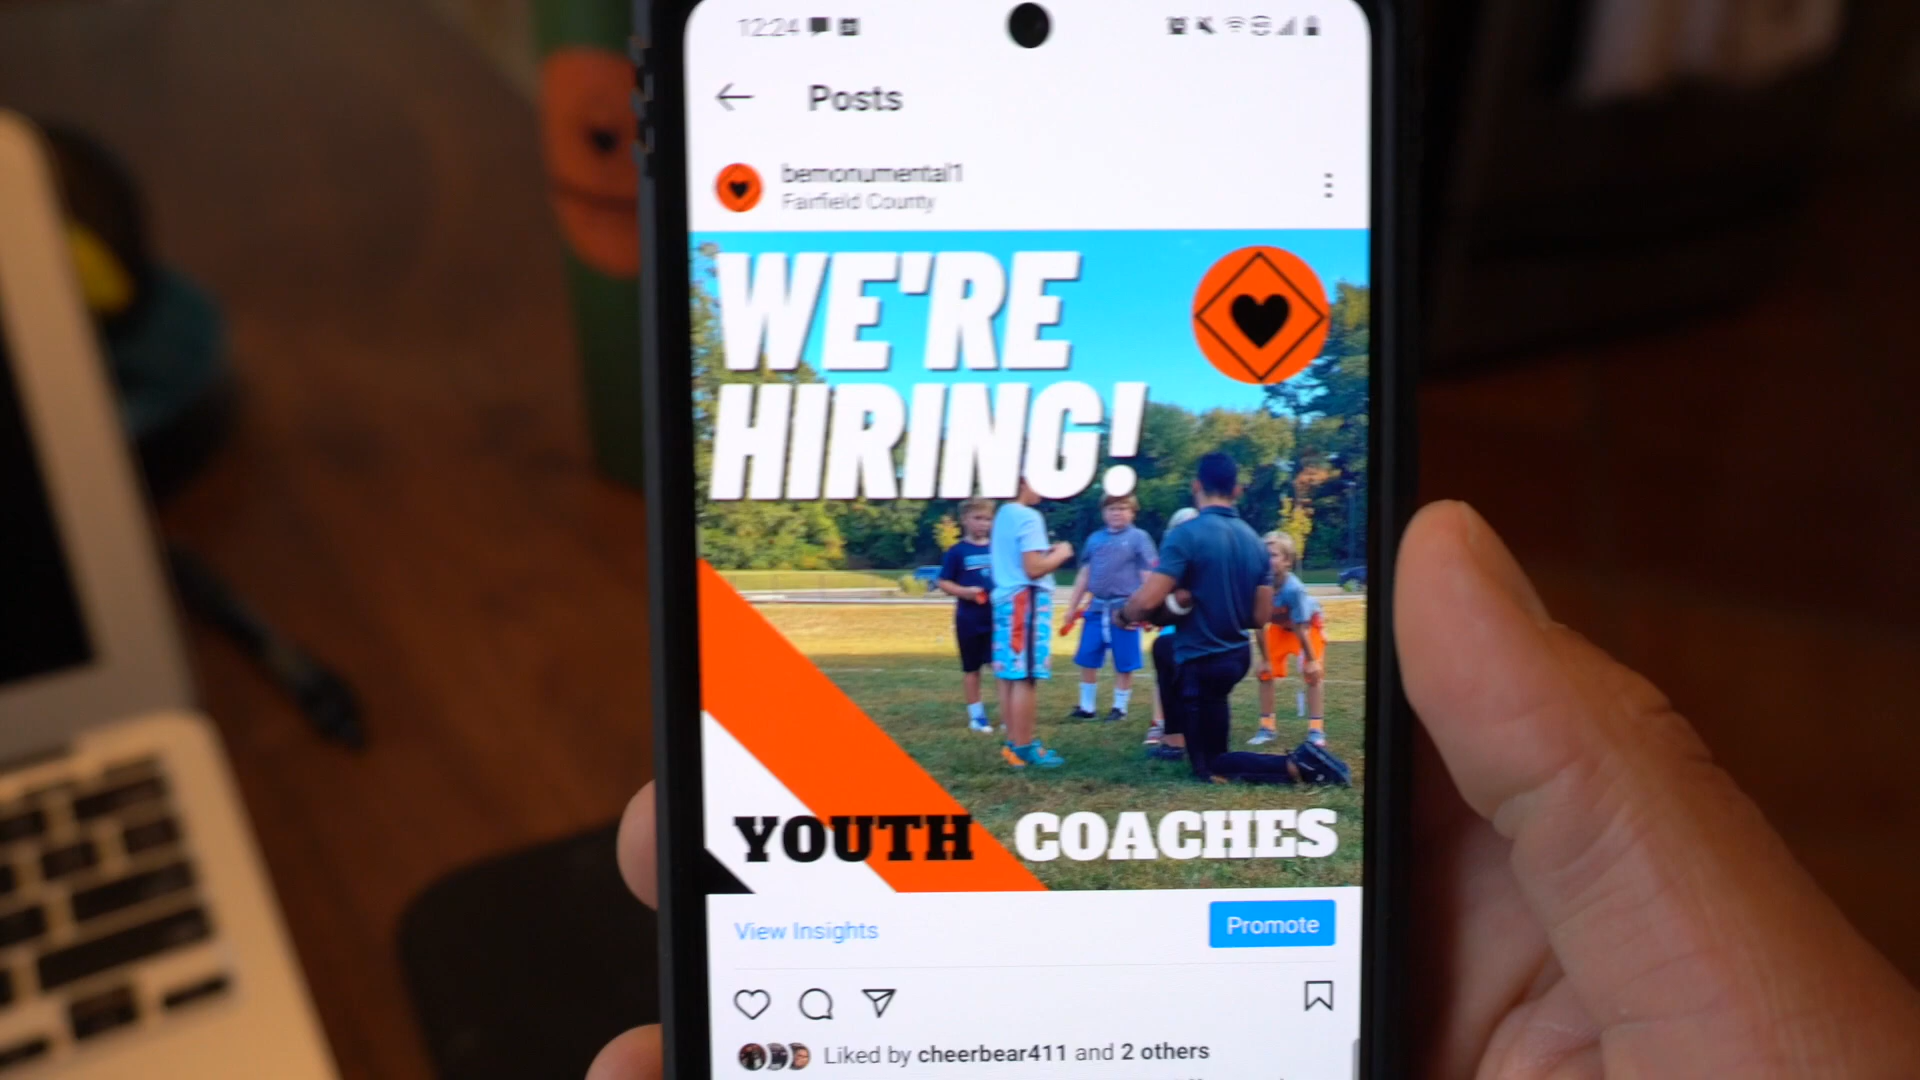 12:24
Posts
bemonumental1
Fairfield County
WE'RE
HIRING!
YOUTH COACHES
View Insights
Promote
Liked by cheerbear411 and 2 others